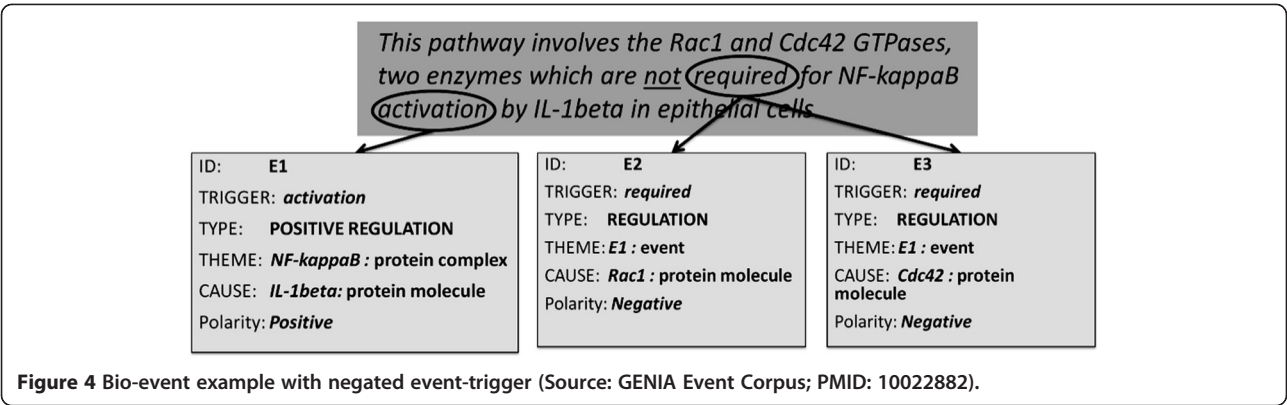 This pathway involves the Rac1 and Cdc42 GTPases,
two enzymes which are not required for NF-kappaB
activation by IL-1beta in epithelial cells
ID: E1
TRIGGER: activation
TYPE: POSITIVE REGULATION
THEME: NF-kappaB : protein complex
CAUSE: IL-1beta: protein molecule
Polarity: Positive
ID: E2
TRIGGER: required
TYPE: REGULATION
THEME: E1 : event
CAUSE: Rac1 : protein molecule
Polarity: Negative
ID: E3
TRIGGER: required
TYPE: REGULATION
THEME: E1 : event
CAUSE: Cdc42 : protein
molecule
Polarity: Negative
Figure 4 Bio-event example with negated event-trigger (Source: GENIA Event Corpus; PMID: 10022882).